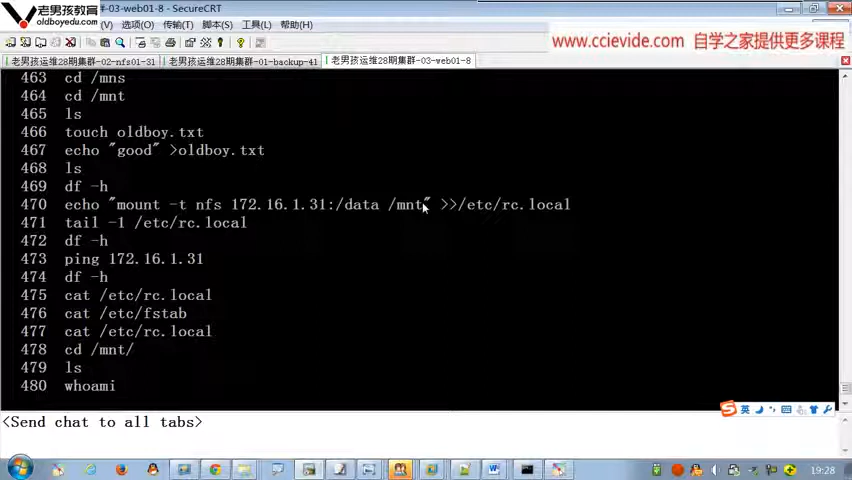 老男孩教育
oldboyedu.com
#-03-web01-8 - SecureCRT
(V) 选项(O) 传输(T) 脚本(S) 工具(L) 帮助(H)
www.ccievide.com 自学之家提供更多课程
老男孩运维28期集群-02-nfs01-31 老男孩运维28期集群-01-backup-41 老男孩运维28期集群-03-web01-8
463 cd /mns
464 cd /mnt
465 ls
466 touch oldboy.txt
467 echo "good" >oldboy.txt
468 ls
469 df -h
470 echo "mount -t nfs 172.16.1.31:/data /mnt" >>/etc/rc.local
471 tail -1 /etc/rc.local
472 df -h
473 ping 172.16.1.31
474 df -h
475 cat /etc/rc.local
476 cat /etc/fstab
477 cat /etc/rc.local
478 cd /mnt/
479 ls
480 whoami
英
<Send chat to all tabs>
19:28